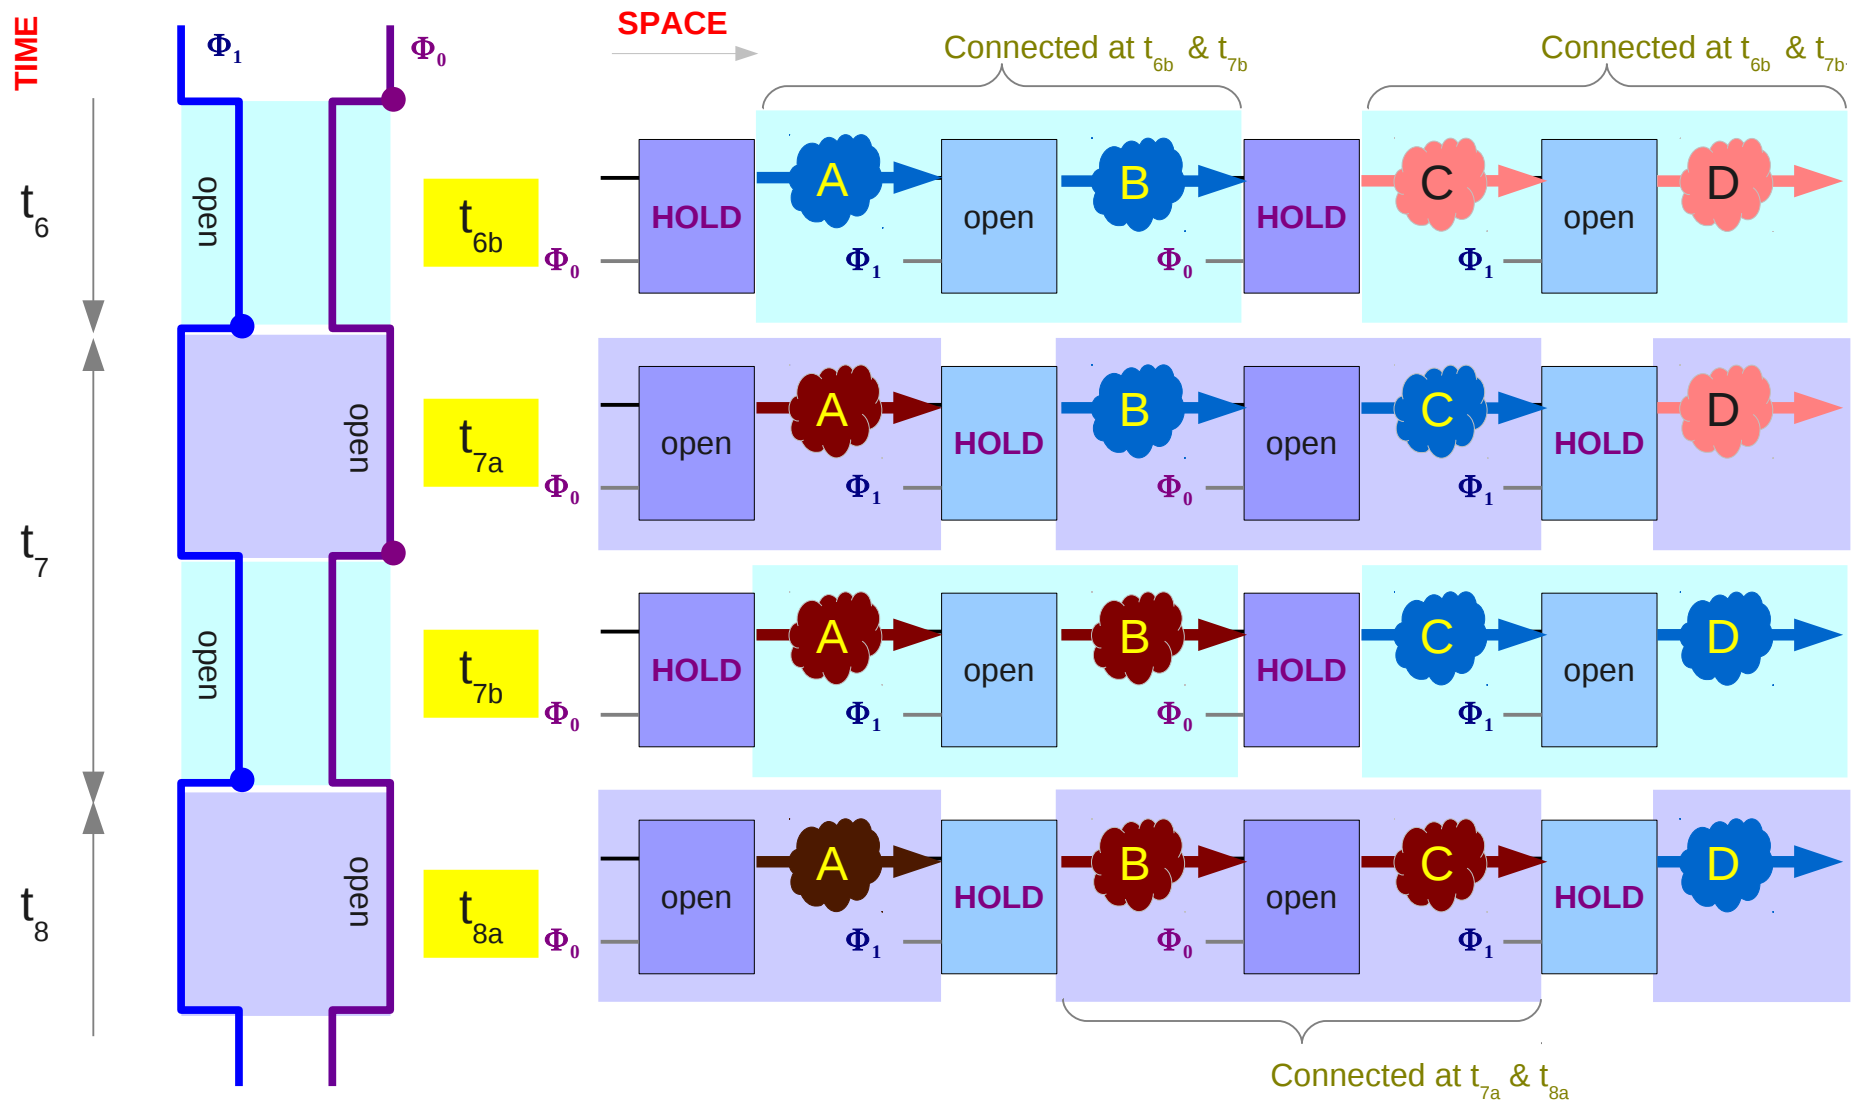 TIME
Φ1
Φ0
SPACE
Connected at t6b & t7b
Connected at t6b & t7b
t6
open
t6b
HOLD
A
open
B
HOLD
C
open
D
Φ0
Φ1
Φ0
Φ1
t7
open
t7a
open
A
HOLD
B
open
C
HOLD
D
Φ0
Φ1
Φ0
Φ1
open
t7b
HOLD
A
open
B
HOLD
C
open
D
Φ0
Φ1
Φ0
Φ1
t8
open
t8a
open
A
HOLD
B
open
C
HOLD
D
Φ0
Φ1
Φ0
Φ1
Connected at t7a & t8a